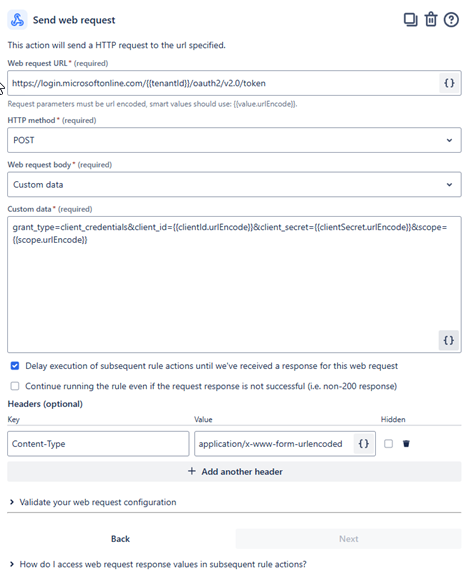 Send web request
This action will send a HTTP request to the url specified.
Web request URL* (required)
https://login.microsoftonline.com/{{tenantId}}/oauth2/v2.0/token
{}
Request parameters must be url encoded, smart values should use: {{value.urlEncode}}.
HTTP method* (required)
POST
Web request body* (required)
Custom data
Custom data* (required)
grant_type=client_credentials&client_id={{clientId.urlEncode}}&client_secret={{clientSecret.urlEncode}}&scope=
{{scope.urlEncode}}
{}
Delay execution of subsequent rule actions until we've received a response for this web request
Continue running the rule even if the request response is not successful (i.e. non-200 response)
Headers (optional)
Key Value Hidden
Content-Type application/x-www-form-urlencoded {}
+ Add another header
Validate your web request configuration
Back Next
How do I access web request response values in subsequent rule actions?